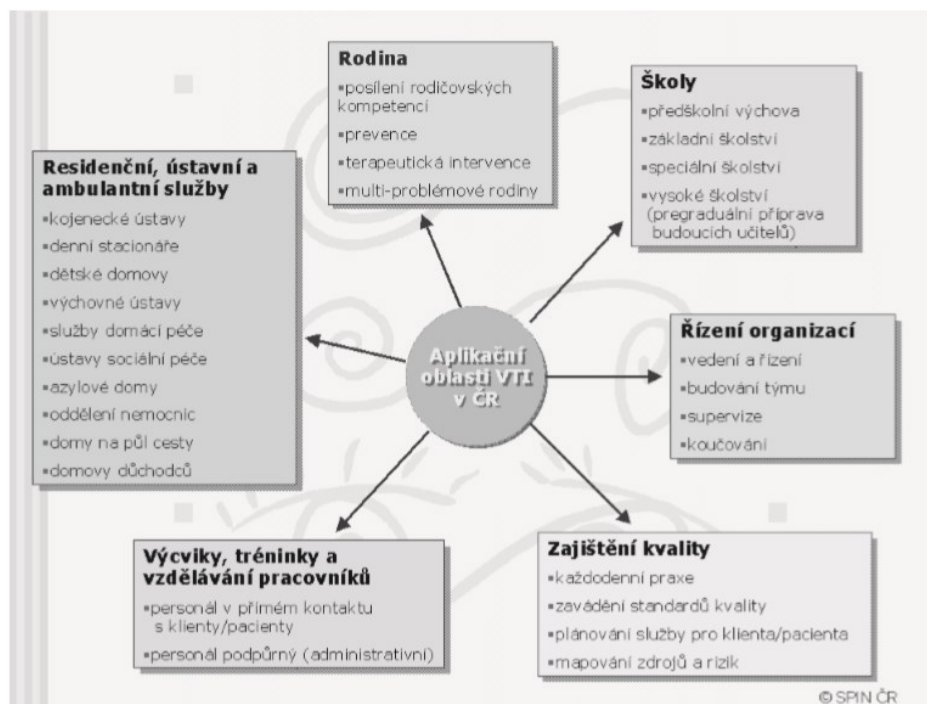 Rodina
▪posílení rodičovských
kompetencí
▪prevence
▪terapeutická intervence
▪multi-problémové rodiny
Školy
▪předškolní výchova
▪základní školství
▪speciální školství
▪vysoké školství
(pregraduální příprava
budoucích učitelů)
Residenční, ústavní a
ambulantní služby
▪kojenecké ústavy
▪denní stacionáře
▪dětské domovy
▪výchovné ústavy
▪služby domácí péče
▪ústavy sociální péče
▪azylové domy
▪oddělení nemocnic
▪domy na půl cesty
▪domovy důchodců
Aplikační
oblasti VTI
v ČR
Řízení organizací
▪vedení a řízení
▪budování týmu
▪supervize
▪koučování
Výcviky, tréninky a
vzdělávání pracovníků
▪personál v přímém kontaktu
s klienty/pacienty
▪personál podpůrný (administrativní)
Zajištění kvality
▪každodenní praxe
▪zavádění standardů kvality
▪plánování služby pro klienta/pacienta
▪mapování zdrojů a rizik
© SPIN ČR